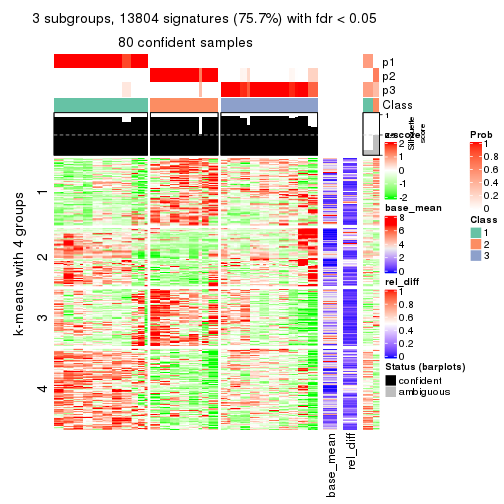 3 subgroups, 13804 signatures (75.7%) with fdr < 0.05
80 confident samples
p1
p2
p3
Class
1
Silhouette
score
z-score
2
1
0
-1
-2
base_mean
8
6
4
2
0
rel_diff
1
0.8
0.6
0.4
0.2
0
Status (barplots)
confident
ambiguous
Prob
1
0.8
0.6
0.4
0.2
0
Class
1
2
3
k-means with 4 groups
1
2
3
4
base_mean
rel_diff